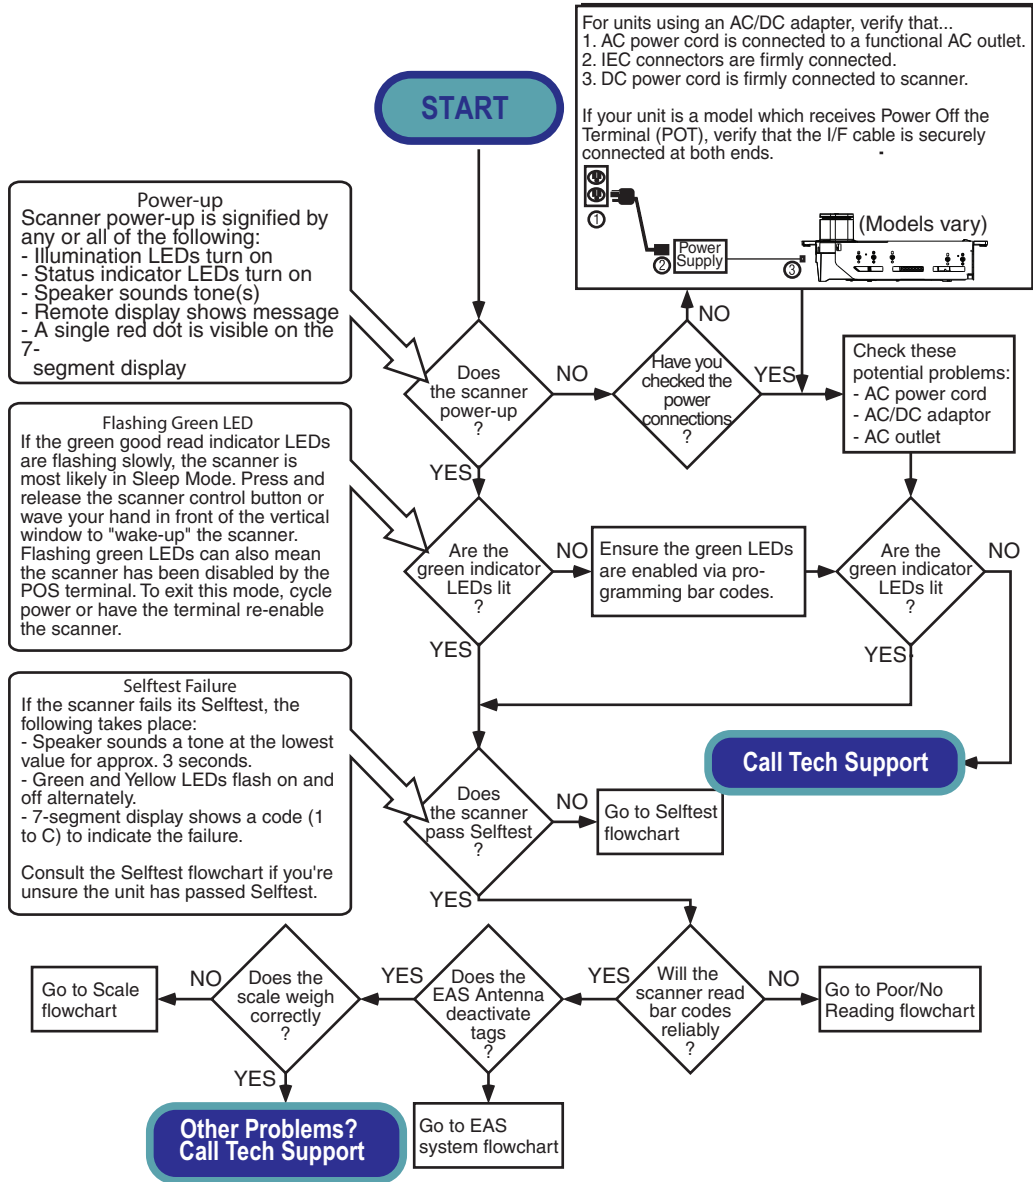 For units using an AC/DC adapter, verify that...
1. AC power cord is connected to a functional AC outlet.
2. IEC connectors are firmly connected.
3. DC power cord is firmly connected to scanner.
If your unit is a model which receives Power Off the
Terminal (POT), verify that the I/F cable is securely
connected at both ends.
1
2
Power
Supply
3
(Models vary)
START
Power-up
Scanner power-up is signified by
any or all of the following:
- Illumination LEDs turn on
- Status indicator LEDs turn on
- Speaker sounds tone(s)
- Remote display shows message
- A single red dot is visible on the
7-
segment display
Does
the scanner
power-up
?
NO
YES
Have you
checked the
power
connections
?
NO
YES
Check these
potential problems:
- AC power cord
- AC/DC adaptor
- AC outlet
Flashing Green LED
If the green good read indicator LEDs
are flashing slowly, the scanner is
most likely in Sleep Mode. Press and
release the scanner control button or
wave your hand in front of the vertical
window to "wake-up" the scanner.
Flashing green LEDs can also mean
the scanner has been disabled by the
POS terminal. To exit this mode, cycle
power or have the terminal re-enable
the scanner.
Are the
green indicator
LEDs lit
?
NO
YES
Ensure the green LEDs
are enabled via pro-
gramming bar codes.
Are the
green indicator
LEDs lit
?
NO
YES
Call Tech Support
Selftest Failure
If the scanner fails its Selftest, the
following takes place:
- Speaker sounds a tone at the lowest
value for approx. 3 seconds.
- Green and Yellow LEDs flash on and
off alternately.
- 7-segment display shows a code (1
to C) to indicate the failure.
Consult the Selftest flowchart if you're
unsure the unit has passed Selftest.
Does
the scanner
pass Selftest
?
NO
YES
Go to Selftest
flowchart
Will the
scanner read
bar codes
reliably
?
NO
YES
Go to Poor/No
Reading flowchart
Does the
EAS Antenna
deactivate
tags
?
YES
Go to EAS
system flowchart
Does the
scale weigh
correctly
?
NO
YES
Go to Scale
flowchart
Other Problems?
Call Tech Support